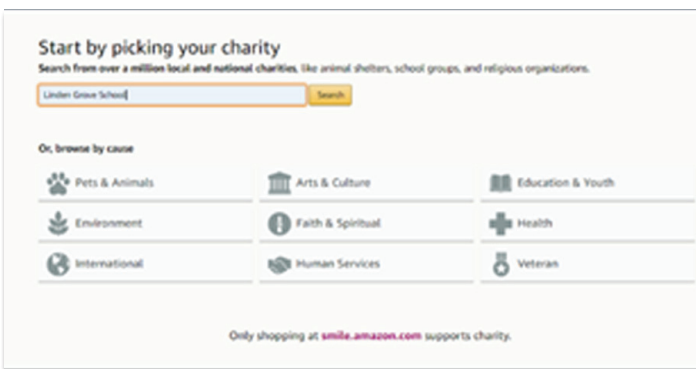 Start by picking your charity
Search from over a million local and national charities, like animal shelters, school groups, and religious organizations.
Linden Grove School
Search
Or, browse by cause
Pets & Animals
Arts & Culture
Education & Youth
Environment
Faith & Spiritual
Health
International
Human Services
Veteran
Only shopping at smile.amazon.com supports charity.